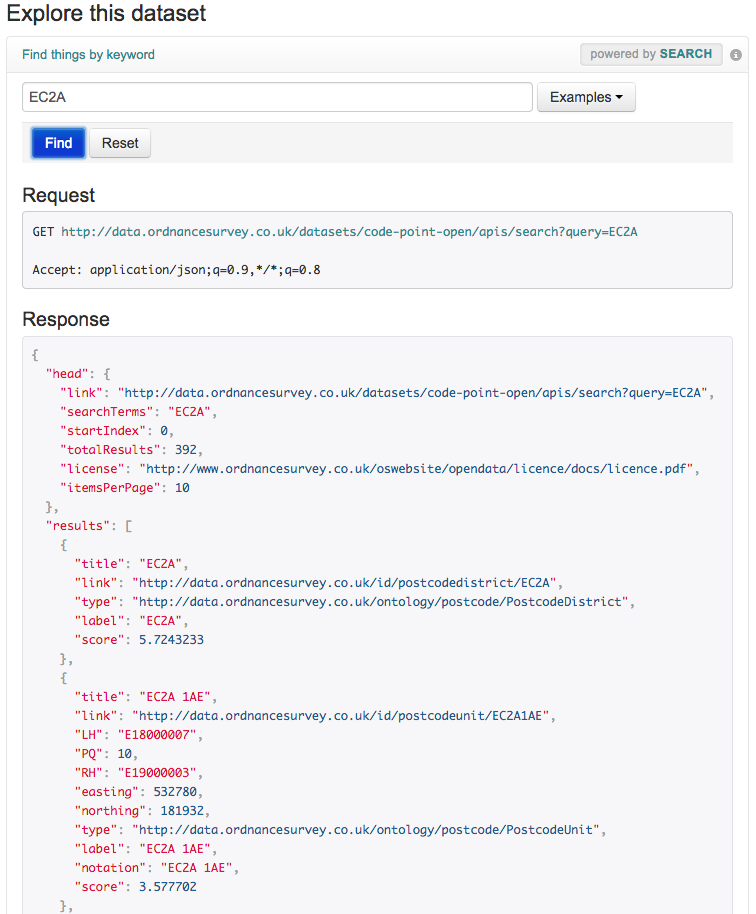 Explore this dataset
Find things by keyword
powered by SEARCH
EC2A
Examples
Find
Reset
Request
GET http://data.ordnancesurvey.co.uk/datasets/code-point-open/apis/search?query=EC2A
Accept: application/json;q=0.9,*/*;q=0.8
Response
{
"head": {
"link": "http://data.ordnancesurvey.co.uk/datasets/code-point-open/apis/search?query=EC2A",
"searchTerms": "EC2A",
"startIndex": 0,
"totalResults": 392,
"license": "http://www.ordnancesurvey.co.uk/oswebsite/opendata/licence/docs/licence.pdf",
"itemsPerPage": 10
},
"results": [
{
"title": "EC2A",
"link": "http://data.ordnancesurvey.co.uk/id/postcodedistrict/EC2A",
"type": "http://data.ordnancesurvey.co.uk/ontology/postcode/PostcodeDistrict",
"label": "EC2A",
"score": 5.7243233
},
{
"title": "EC2A 1AE",
"link": "http://data.ordnancesurvey.co.uk/id/postcodeunit/EC2A1AE",
"LH": "E18000007",
"PQ": 10,
"RH": "E19000003",
"easting": 532780,
"northing": 181932,
"type": "http://data.ordnancesurvey.co.uk/ontology/postcode/PostcodeUnit",
"label": "EC2A 1AE",
"notation": "EC2A 1AE",
"score": 3.577702
},